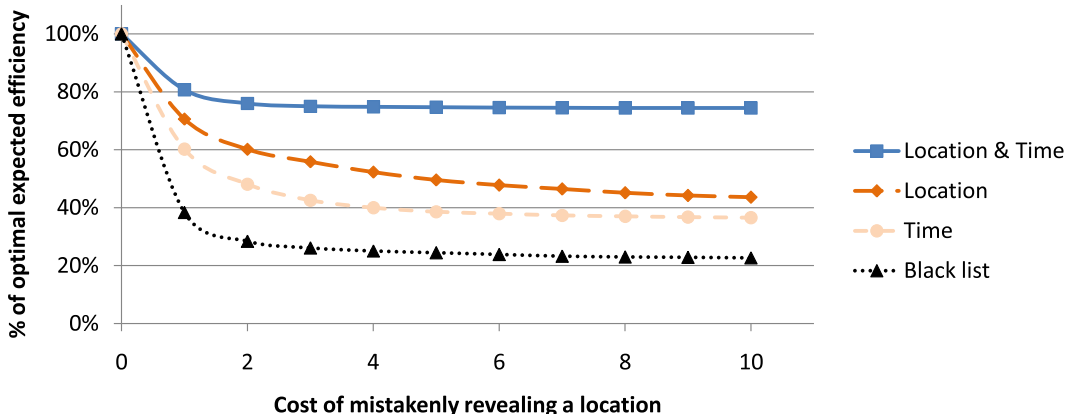 % of optimal expected efficiency
100%
80%
60%
40%
20%
0%
0 2 4 6 8 10
Cost of mistakenly revealing a location
Location & Time
Location
Time
Black list